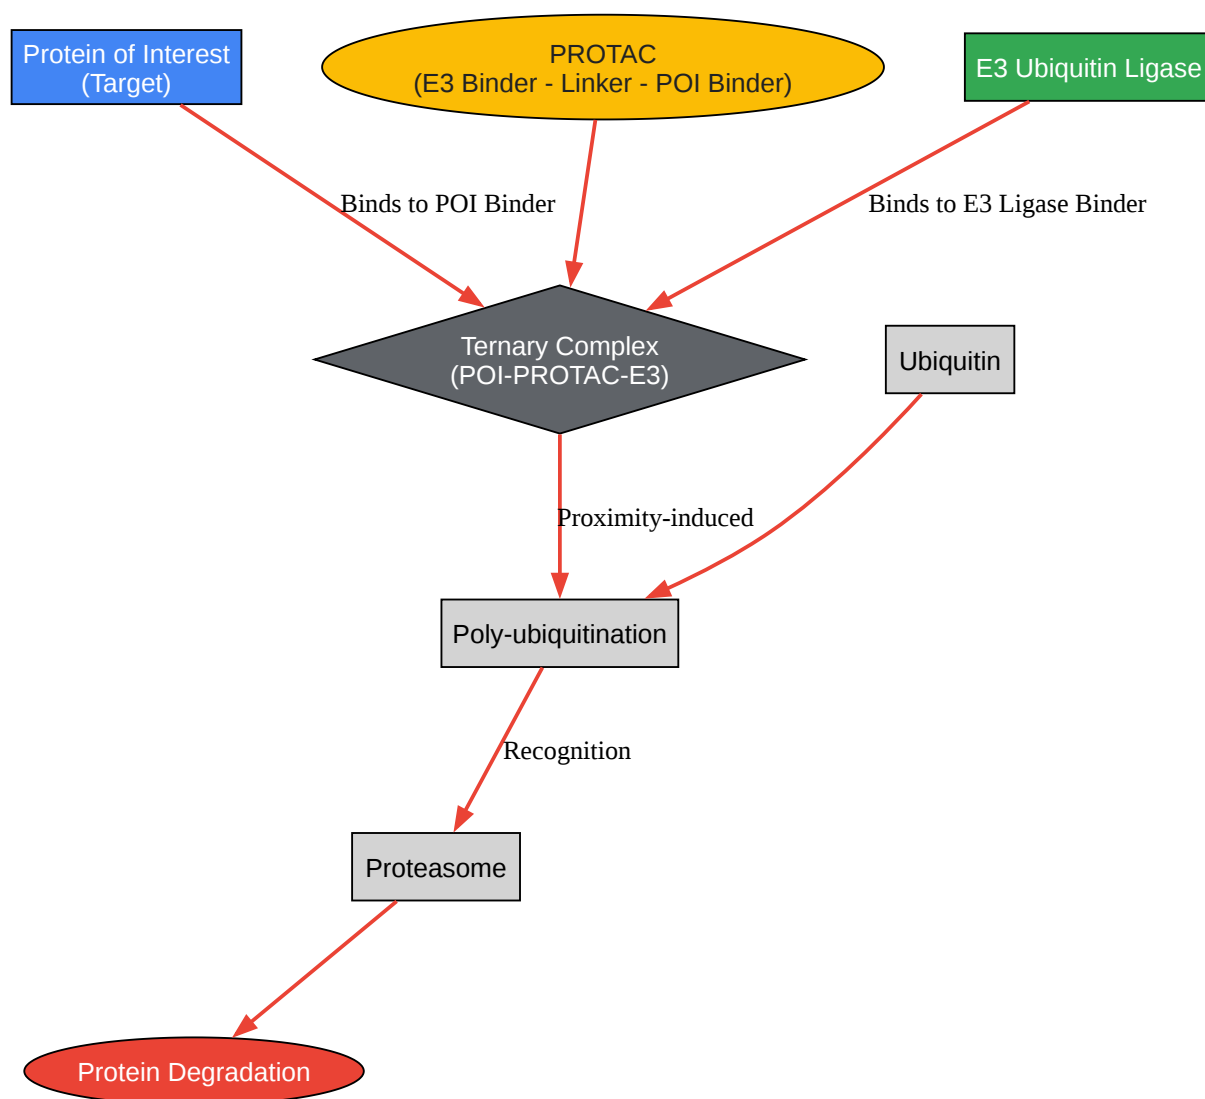 Protein of Interest
(Target)
PROTAC
(E3 Binder - Linker - POI Binder)
E3 Ubiquitin Ligase
Binds to POI Binder
Binds to E3 Ligase Binder
Ternary Complex
(POI-PROTAC-E3)
Ubiquitin
Proximity-induced
Poly-ubiquitination
Recognition
Proteasome
Protein Degradation